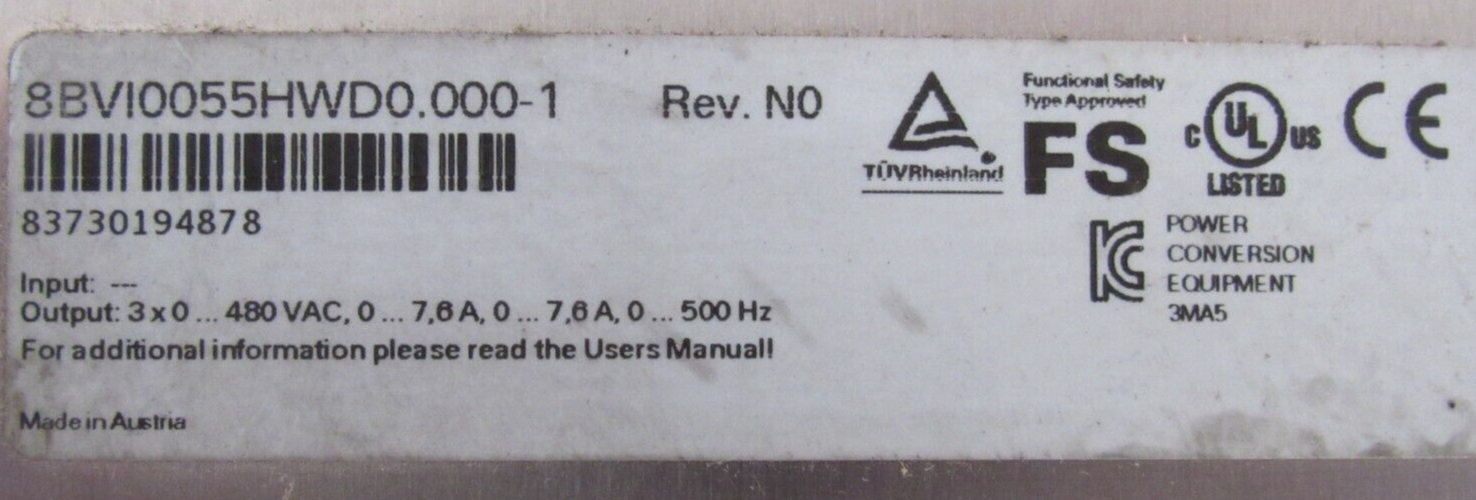 8BVI0055HWD0.000-1 Rev. N0
83730194878
Input: ---
Output: 3 x 0 ... 480 VAC, 0 ... 7,6 A, 0 ... 7,6 A, 0 ... 500 Hz
For additional information please read the Users Manual!
Made in Austria
TÜVRheinland
Functional Safety
Type Approved
FS
C UL US
LISTED
CE
KC
POWER
CONVERSION
EQUIPMENT
3MA5